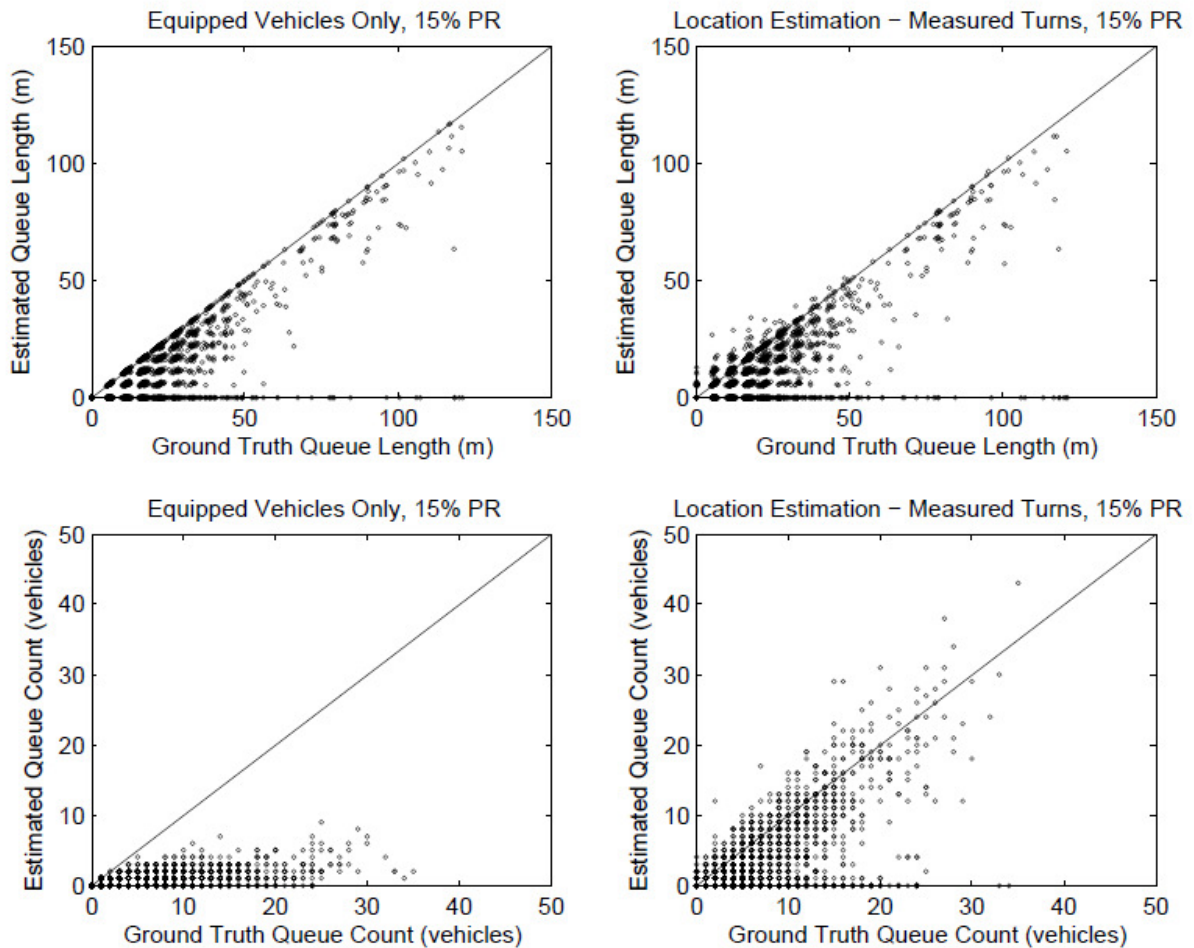 Equipped Vehicles Only, 15% PR
Location Estimation − Measured Turns, 15% PR
Estimated Queue Length (m)
150
100
50
0
0 50 100 150
Ground Truth Queue Length (m)
Estimated Queue Length (m)
150
100
50
0
0 50 100 150
Ground Truth Queue Length (m)
Equipped Vehicles Only, 15% PR
Location Estimation − Measured Turns, 15% PR
Estimated Queue Count (vehicles)
50
40
30
20
10
0
0 10 20 30 40 50
Ground Truth Queue Count (vehicles)
Estimated Queue Count (vehicles)
50
40
30
20
10
0
0 10 20 30 40 50
Ground Truth Queue Count (vehicles)